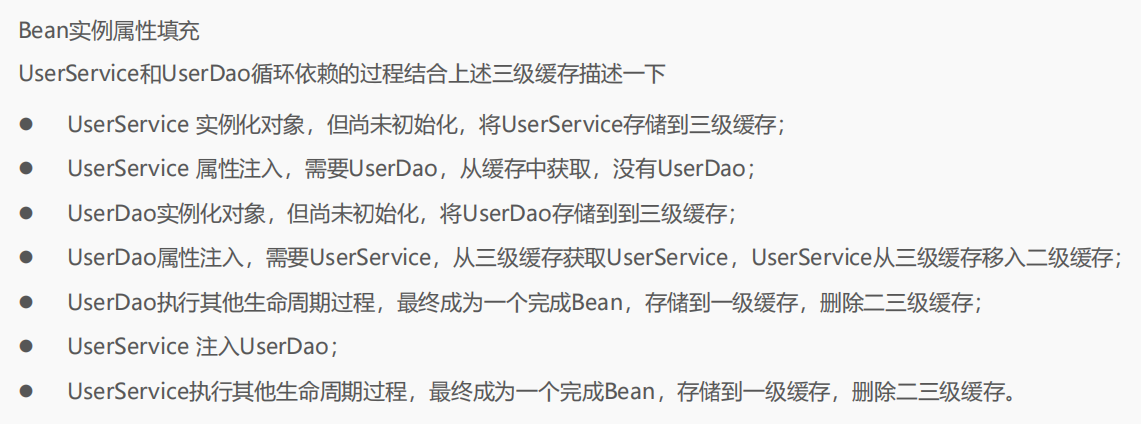 Bean实例属性填充
UserService和UserDao循环依赖的过程结合上述三级缓存描述一下
● UserService 实例化对象，但尚未初始化，将UserService存储到三级缓存；
● UserService 属性注入，需要UserDao，从缓存中获取，没有UserDao；
● UserDao实例化对象，但尚未初始化，将UserDao存储到到三级缓存；
● UserDao属性注入，需要UserService，从三级缓存获取UserService，UserService从三级缓存移入二级缓存；
● UserDao执行其他生命周期过程，最终成为一个完成Bean，存储到一级缓存，删除二三级缓存；
● UserService 注入UserDao；
● UserService执行其他生命周期过程，最终成为一个完成Bean，存储到一级缓存，删除二三级缓存。